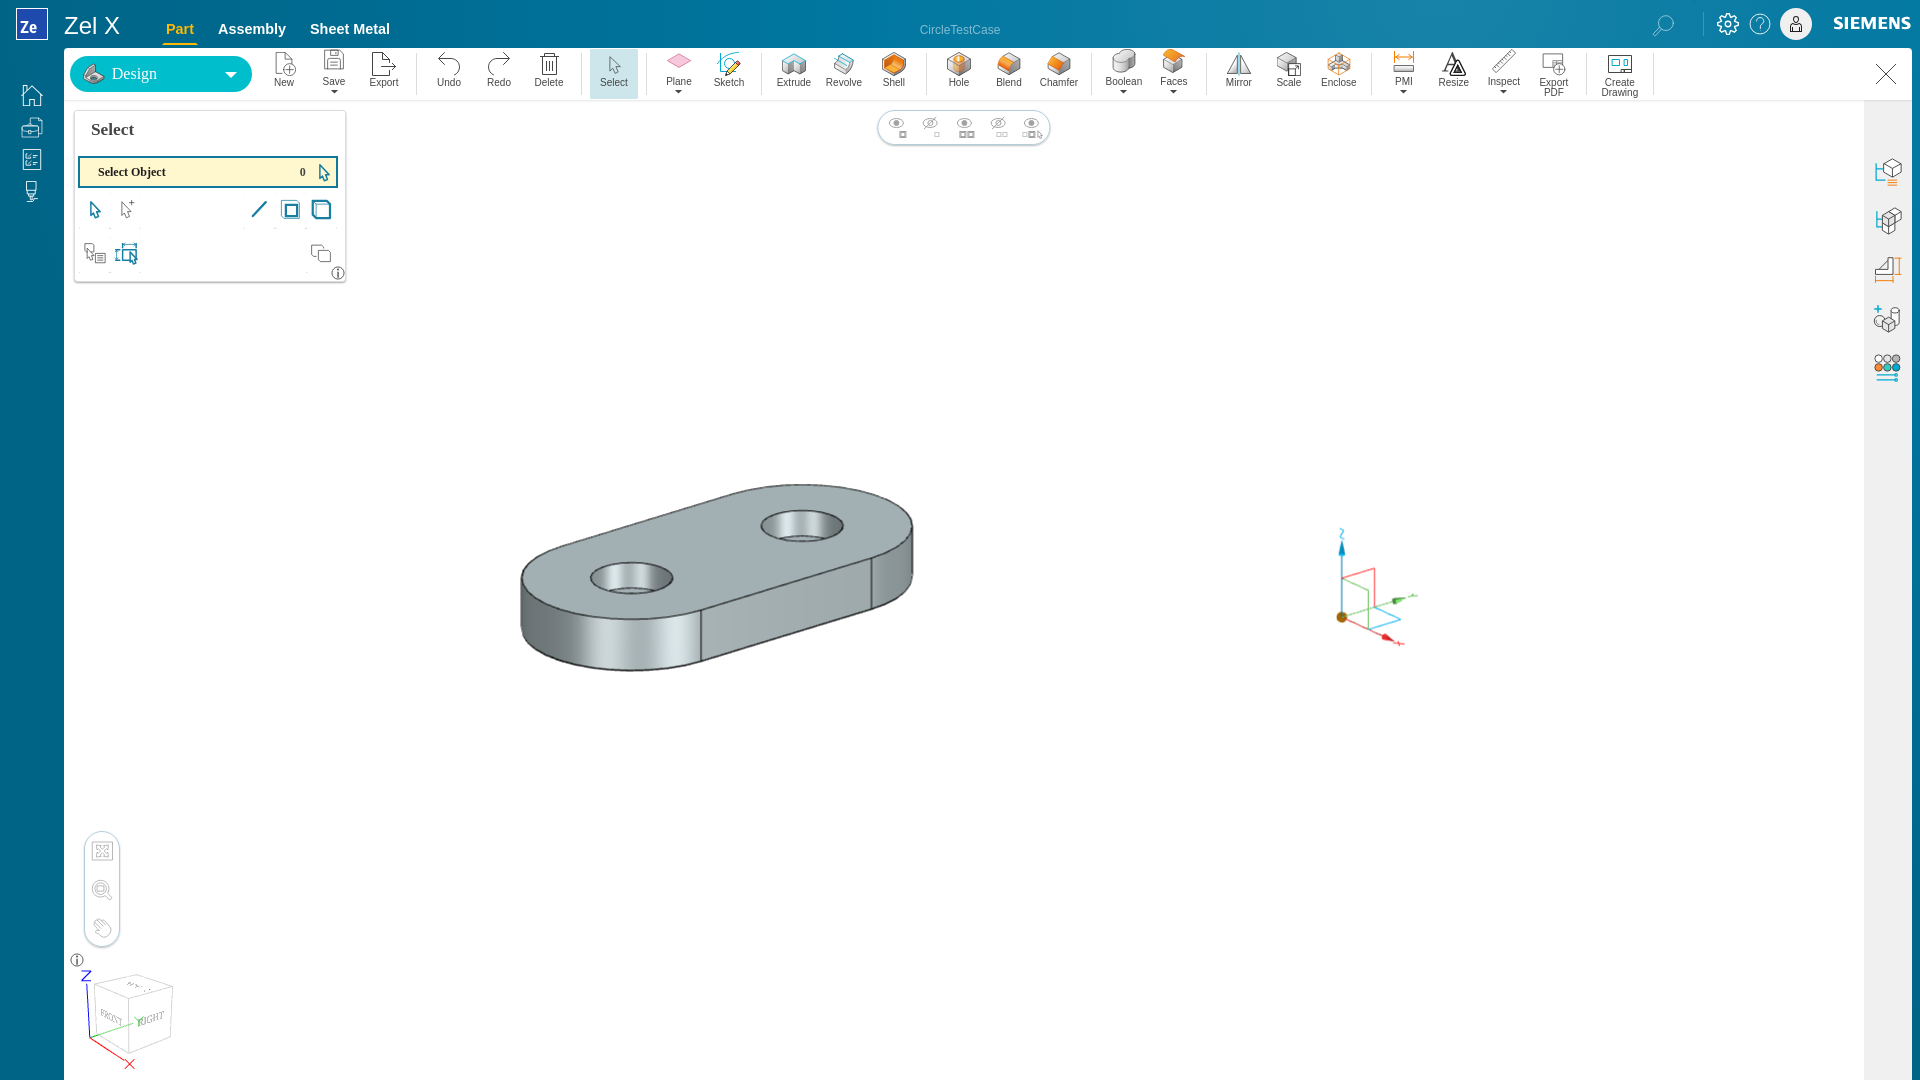 Ze
Zel X
Part
Assembly
Sheet Metal
CircleTestCase
SIEMENS
Design
New
Save
Export
Undo
Redo
Delete
Select
Plane
Sketch
Extrude
Revolve
Shell
Hole
Blend
Chamfer
Boolean
Faces
Mirror
Scale
Enclose
PMI
Resize
Inspect
Export
PDF
Create
Drawing
Select
Select Object
0
Z
FRONT
RIGHT
Y
X